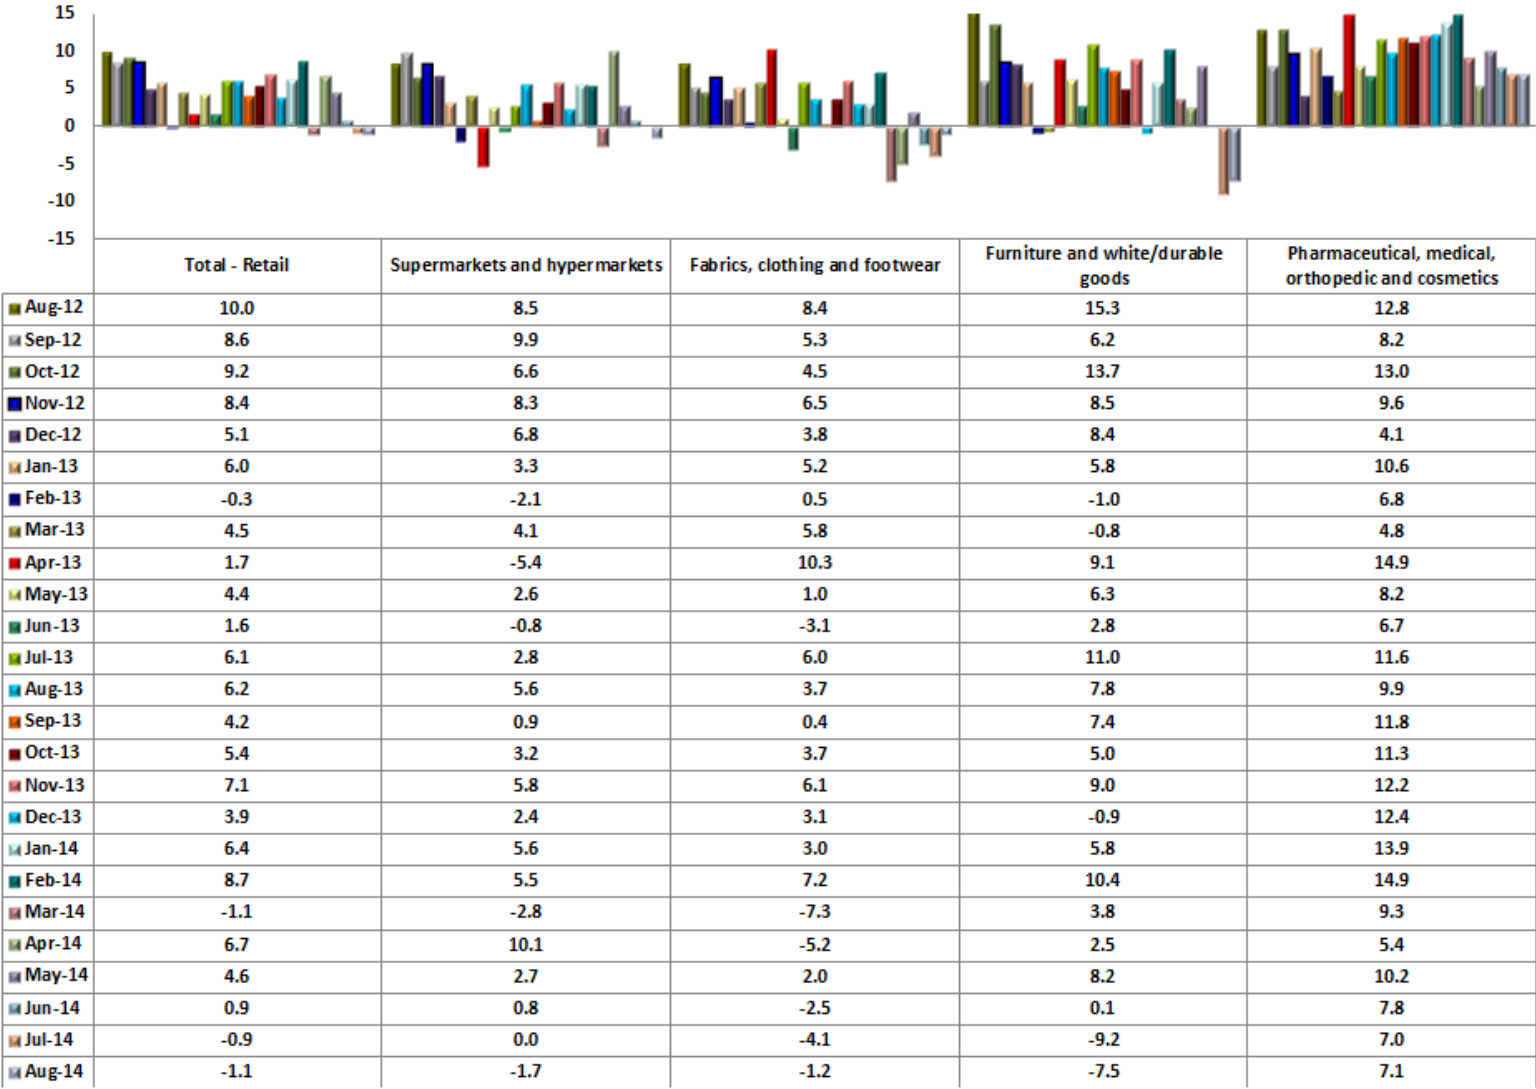 15
10
5
0
-5
-10
-15
Total - Retail Supermarkets and hypermarkets Fabrics, clothing and footwear Furniture and white/durable goods Pharmaceutical, medical, orthopedic and cosmetics
Aug-12 10.0 8.5 8.4 15.3 12.8
Sep-12 8.6 9.9 5.3 6.2 8.2
Oct-12 9.2 6.6 4.5 13.7 13.0
Nov-12 8.4 8.3 6.5 8.5 9.6
Dec-12 5.1 6.8 3.8 8.4 4.1
Jan-13 6.0 3.3 5.2 5.8 10.6
Feb-13 -0.3 -2.1 0.5 -1.0 6.8
Mar-13 4.5 4.1 5.8 -0.8 4.8
Apr-13 1.7 -5.4 10.3 9.1 14.9
May-13 4.4 2.6 1.0 6.3 8.2
Jun-13 1.6 -0.8 -3.1 2.8 6.7
Jul-13 6.1 2.8 6.0 11.0 11.6
Aug-13 6.2 5.6 3.7 7.8 9.9
Sep-13 4.2 0.9 0.4 7.4 11.8
Oct-13 5.4 3.2 3.7 5.0 11.3
Nov-13 7.1 5.8 6.1 9.0 12.2
Dec-13 3.9 2.4 3.1 -0.9 12.4
Jan-14 6.4 5.6 3.0 5.8 13.9
Feb-14 8.7 5.5 7.2 10.4 14.9
Mar-14 -1.1 -2.8 -7.3 3.8 9.3
Apr-14 6.7 10.1 -5.2 2.5 5.4
May-14 4.6 2.7 2.0 8.2 10.2
Jun-14 0.9 0.8 -2.5 0.1 7.8
Jul-14 -0.9 0.0 -4.1 -9.2 7.0
Aug-14 -1.1 -1.7 -1.2 -7.5 7.1